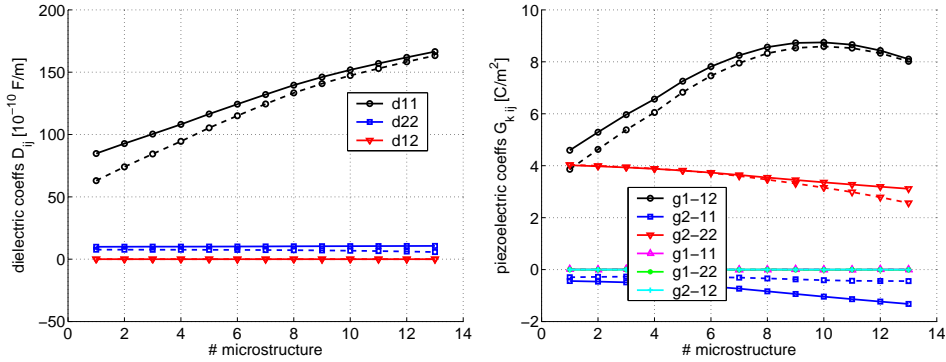 dielectric coeffs D_ij [10^-10 F/m]
200
150
100
50
0
−50
0 2 4 6 8 10 12 14
# microstructure
d11
d22
d12
piezoelectric coeffs G_k ij [C/m^2]
10
8
6
4
2
0
−2
0 2 4 6 8 10 12 14
# microstructure
g1−12
g2−11
g2−22
g1−11
g1−22
g2−12